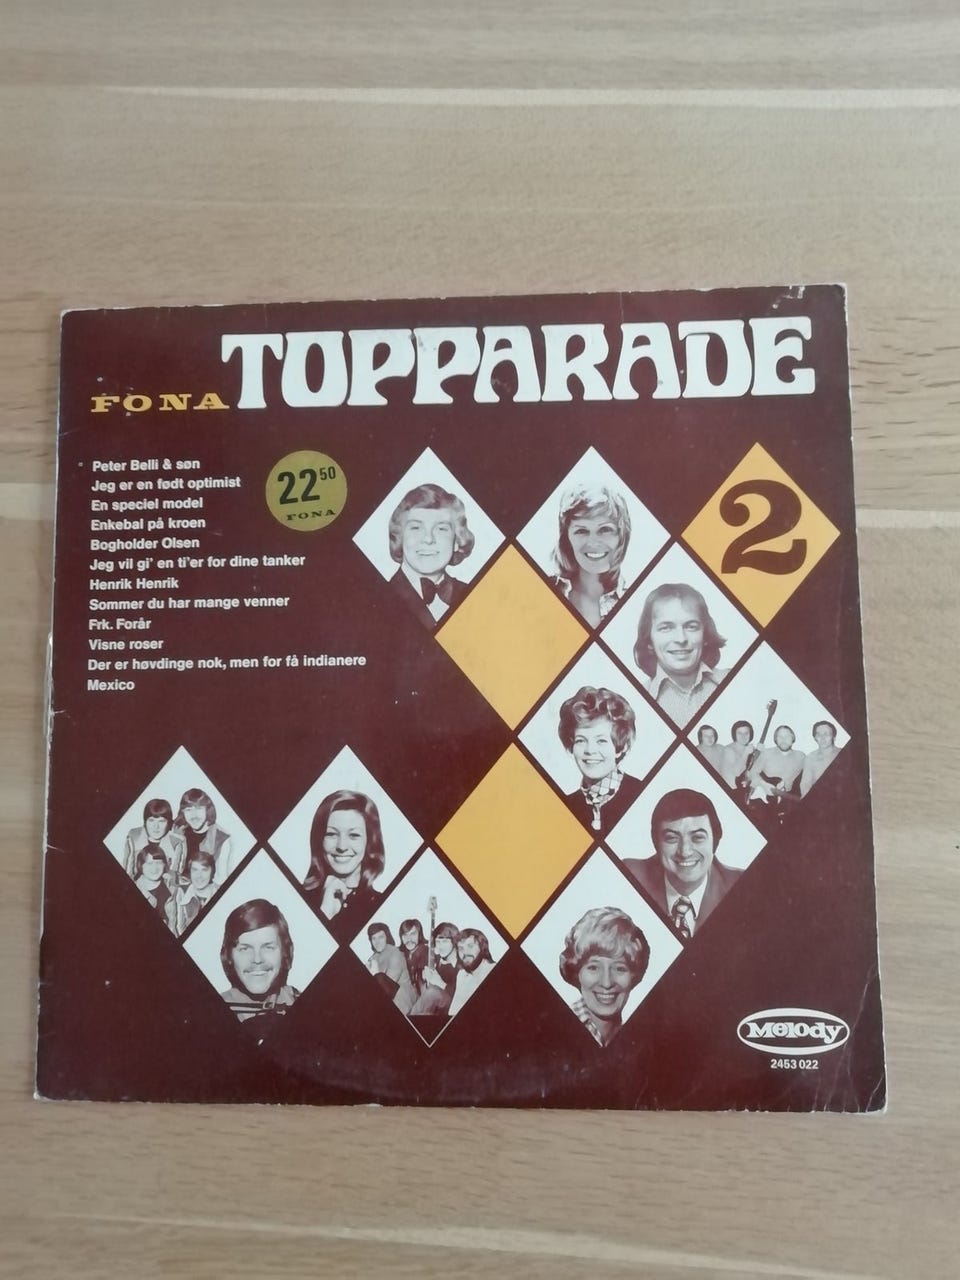 FONA TOPPARADE
Peter Belli & søn
Jeg er en født optimist
En speciel model
Enkebal på kroen
Bogholder Olsen
Jeg vil gi' en ti'er for dine tanker
Henrik Henrik
Sommer du har mange venner
Frk. Forår
Visne roser
Der er høvdinge nok, men for få indianere
Mexico
22 50
FONA
2
Melody
2453 022